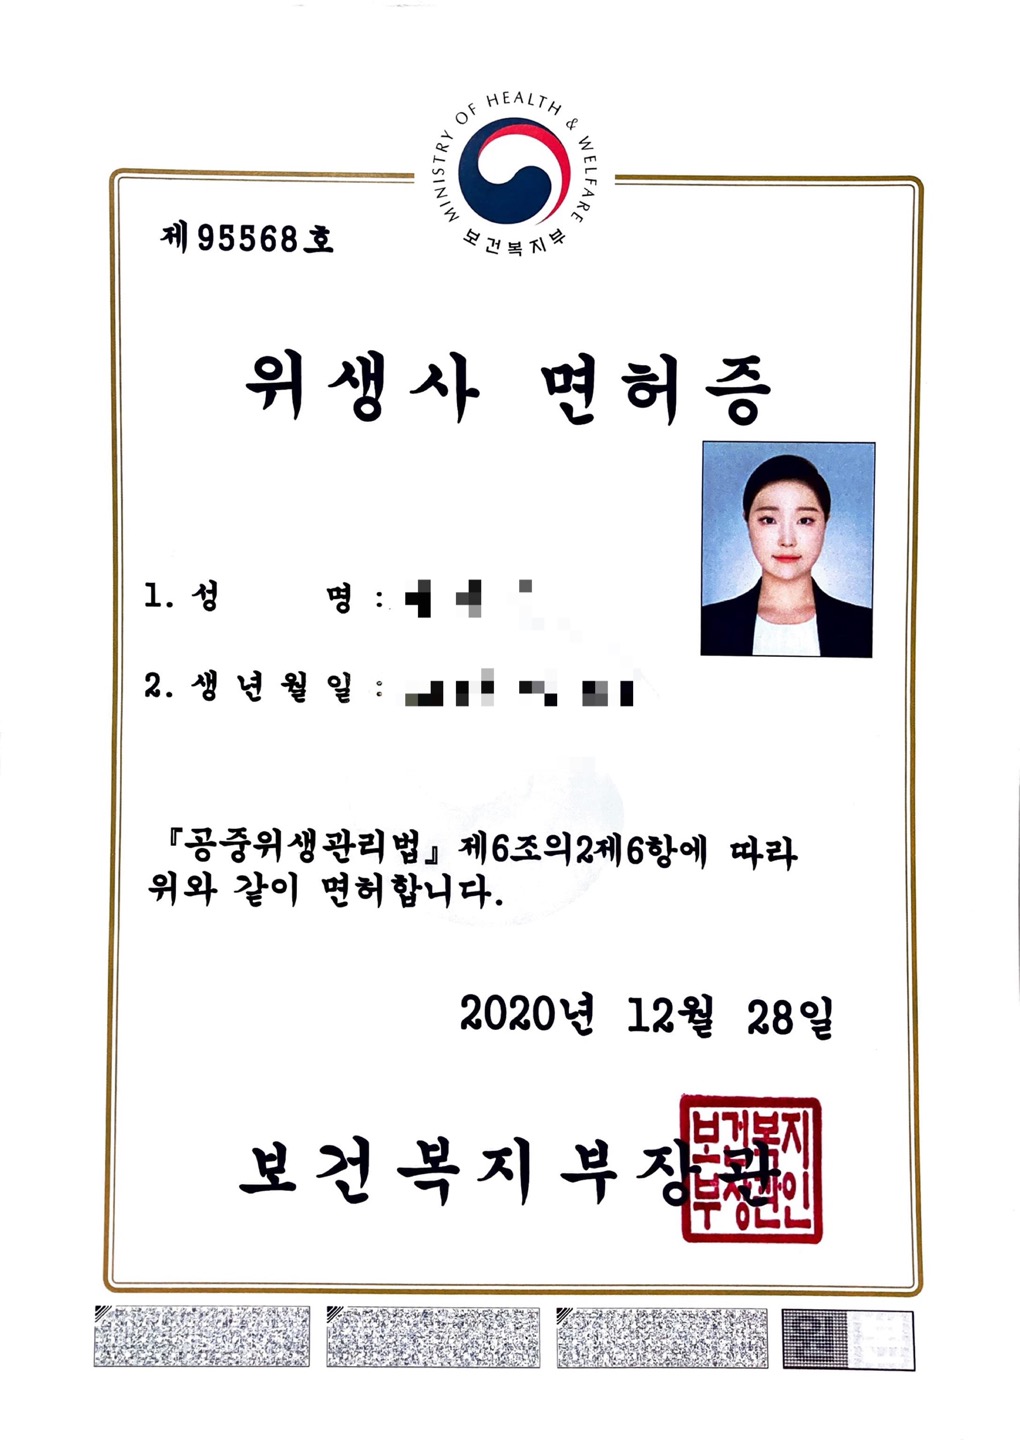 MINISTRY OF HEALTH & WELFARE
보건복지부
제95568호
위생사 면허증
1. 성 명 :
2. 생년월일 :
『공중위생관리법』 제6조의2제6항에 따라
위와 같이 면허합니다.
2020년 12월 28일
보건복지부장관
보건복지
부장관인